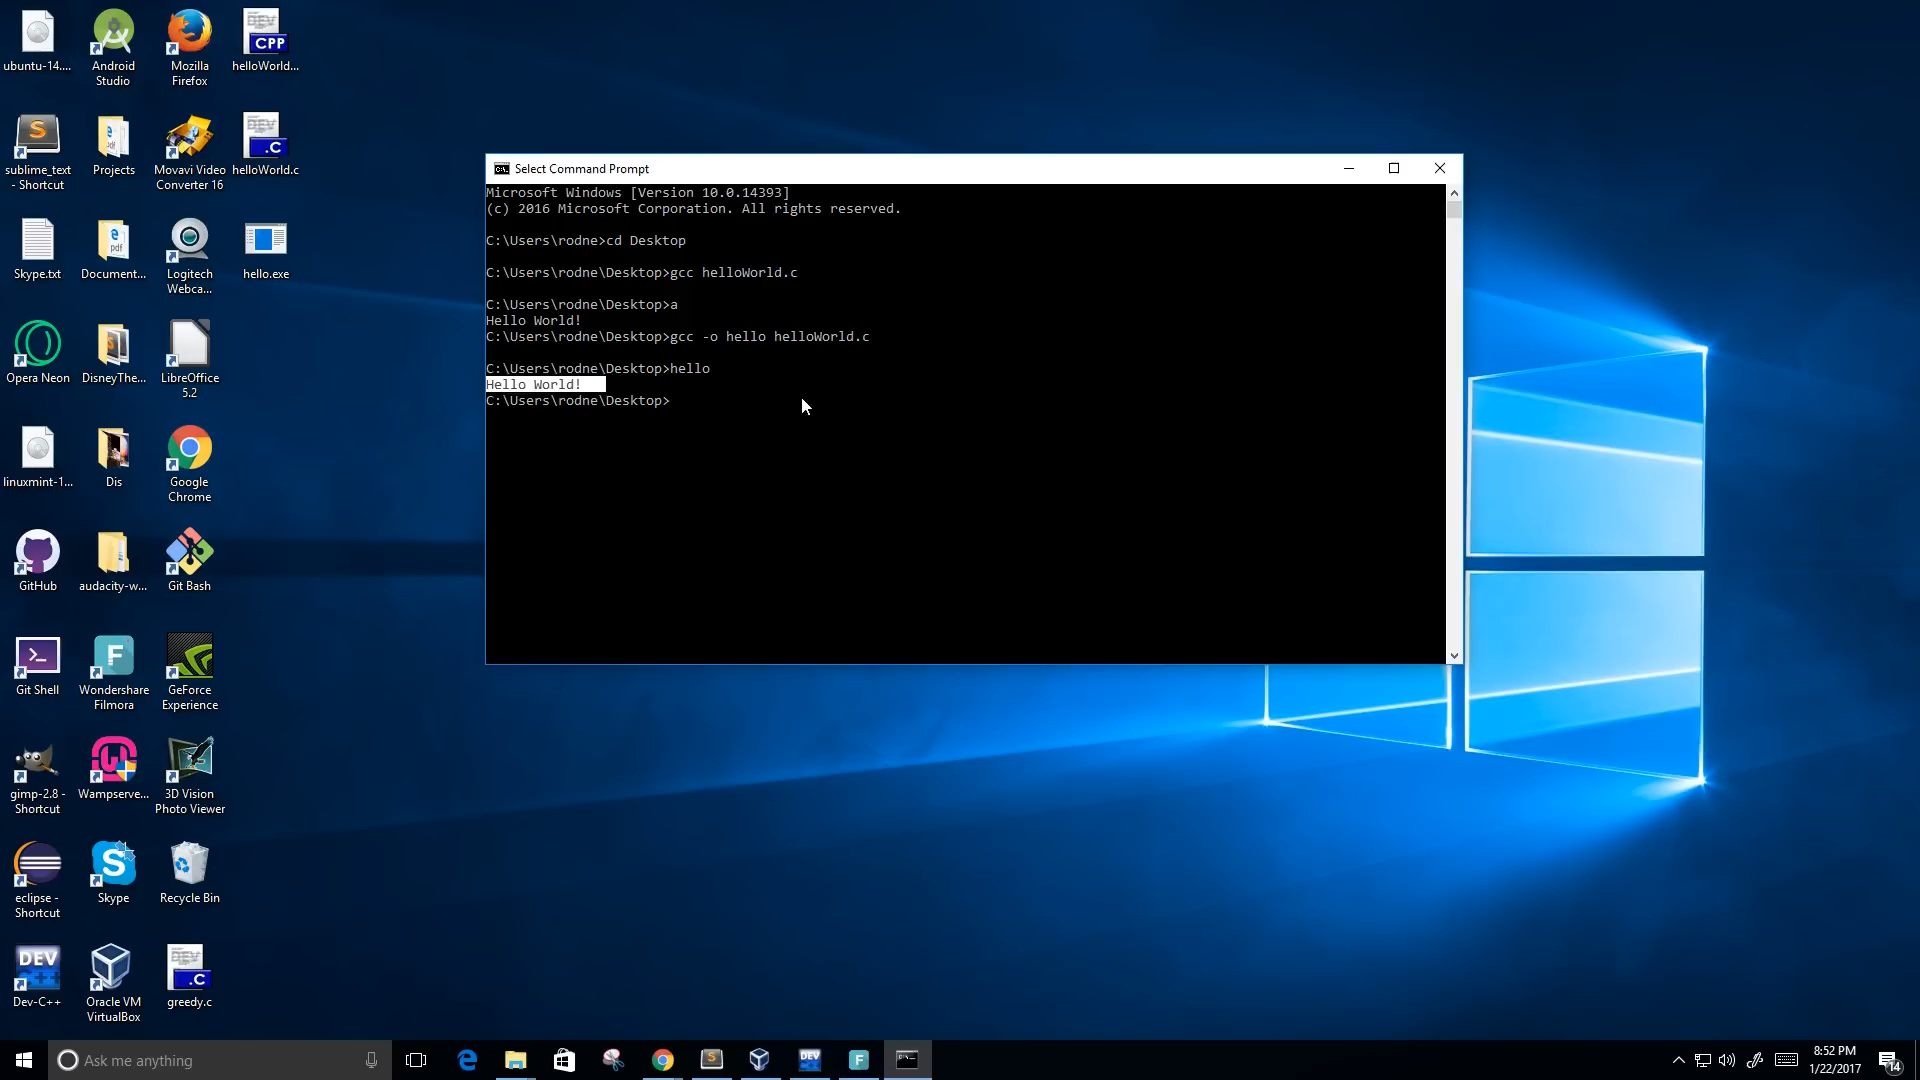 ubuntu-14....
Android
Studio
Mozilla
Firefox
CPP
helloWorld...
sublime_text
- Shortcut
Projects
Movavi Video
Converter 16
.C
helloWorld.c
Skype.txt
Document...
Logitech
Webca...
hello.exe
Opera Neon
DisneyThe...
LibreOffice
5.2
linuxmint-1...
Dis
Google
Chrome
GitHub
audacity-w...
Git Bash
Git Shell
Wondershare
Filmora
GeForce
Experience
gimp-2.8 -
Shortcut
Wampserve...
3D Vision
Photo Viewer
eclipse -
Shortcut
Skype
Recycle Bin
DEV
Dev-C++
Oracle VM
VirtualBox
.C
greedy.c
Select Command Prompt
Microsoft Windows [Version 10.0.14393]
(c) 2016 Microsoft Corporation. All rights reserved.
C:\Users\rodne>cd Desktop
C:\Users\rodne\Desktop>gcc helloWorld.c
C:\Users\rodne\Desktop>a
Hello World!
C:\Users\rodne\Desktop>gcc -o hello helloWorld.c
C:\Users\rodne\Desktop>hello
Hello World!
C:\Users\rodne\Desktop>
Ask me anything
DEV
8:52 PM
1/22/2017
14